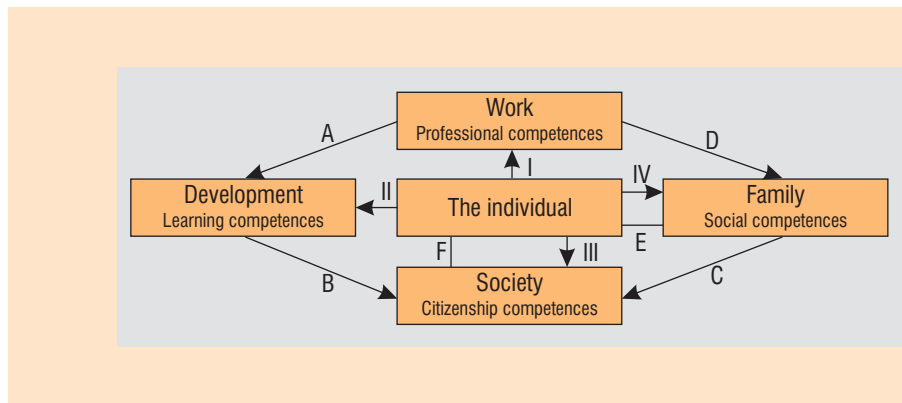 Work
Professional competences
A
D
I
IV
Development
Learning competences
II
The individual
Family
Social competences
E
F
III
B
C
Society
Citizenship competences